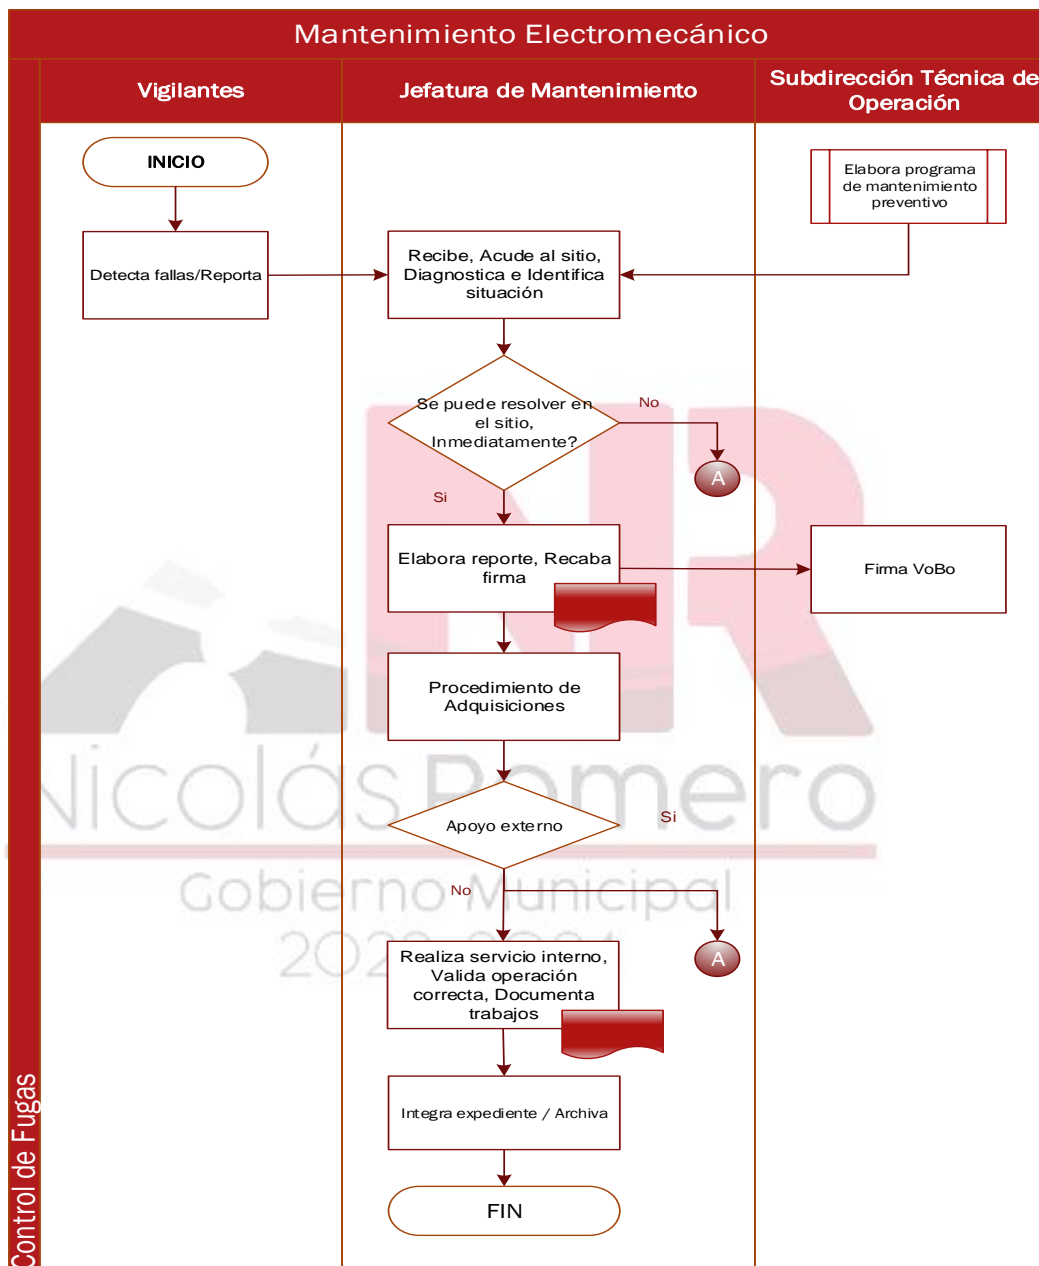 Mantenimiento Electromecánico
Vigilantes
Jefatura de Mantenimiento
Subdirección Técnica de
Operación
Control de Fugas
INICIO
Elabora programa
de mantenimiento
preventivo
Detecta fallas/Reporta
Recibe, Acude al sitio,
Diagnostica e Identifica
situación
Se puede resolver en
el sitio,
Inmediatamente?
No
A
Si
Elabora reporte, Recaba
firma
Firma VoBo
Procedimiento de
Adquisiciones
Nicolás Romero
Apoyo externo
Si
Gobierno Municipal
No
A
Realiza servicio interno,
Valida operación
correcta, Documenta
trabajos
Integra expediente / Archiva
FIN